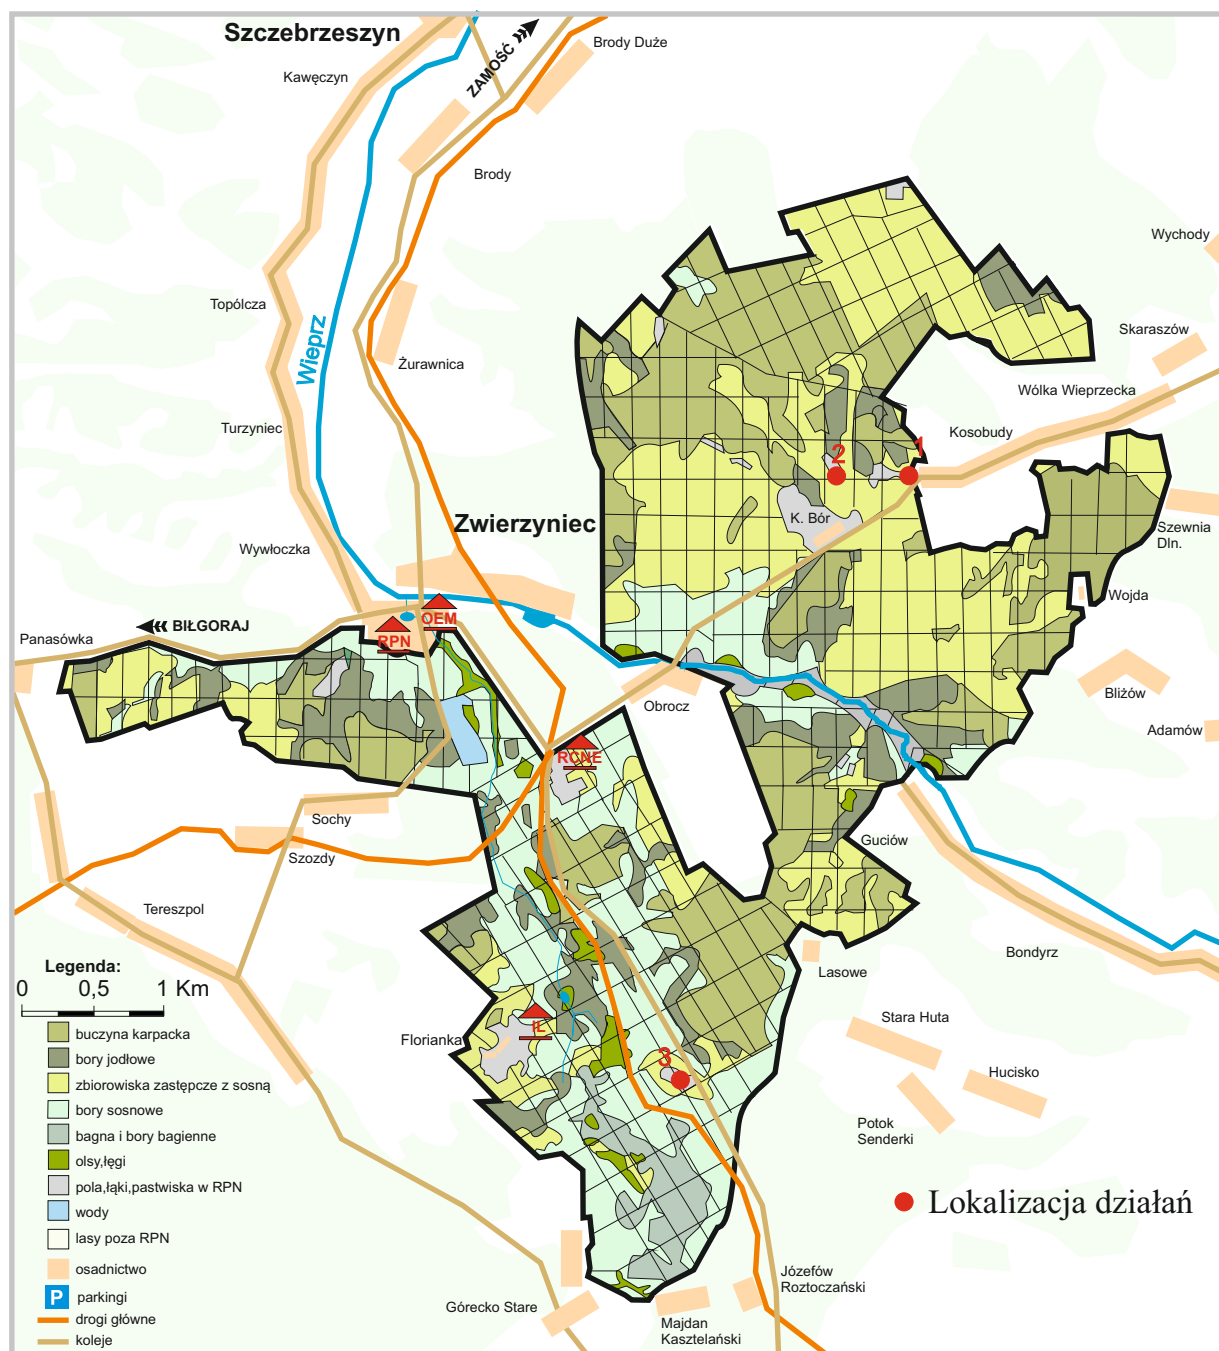 Szczebrzeszyn
Kawęczyn
ZAMOŚĆ
Brody Duże
Brody
Wychody
Topólcza
Wieprz
Żurawnica
Skaraszów
Wólka Wieprzecka
Turzyniec
Kosobudy
1
2
K. Bór
Zwierzyniec
Szewnia
Dln.
Wywłoczka
Wojda
OEM
BIŁGORAJ
RPN
Panasówka
Obrocz
Bliżów
Adamów
RCNE
Sochy
Szozdy
Guciów
Tereszpol
Bondyrz
Lasowe
Legenda:
0 0,5 1 Km
Stara Huta
Florianka
IL
3
Hucisko
Potok
Senderki
buczyna karpacka
bory jodłowe
zbiorowiska zastępcze z sosną
bory sosnowe
bagna i bory bagienne
olsy,łęgi
pola,łąki,pastwiska w RPN
wody
lasy poza RPN
osadnictwo
P parkingi
drogi główne
koleje
Lokalizacja działań
Józefów
Roztoczański
Górecko Stare
Majdan
Kasztelański